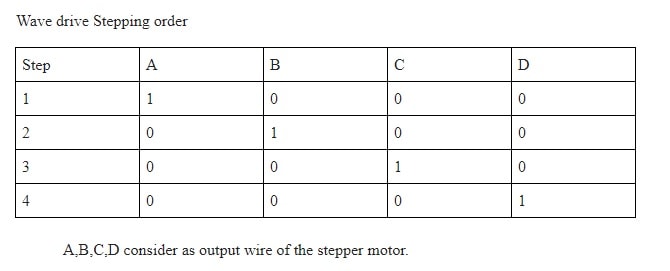 Wave drive Stepping order
Step A B C D
1 1 0 0 0
2 0 1 0 0
3 0 0 1 0
4 0 0 0 1
A,B,C,D consider as output wire of the stepper motor.